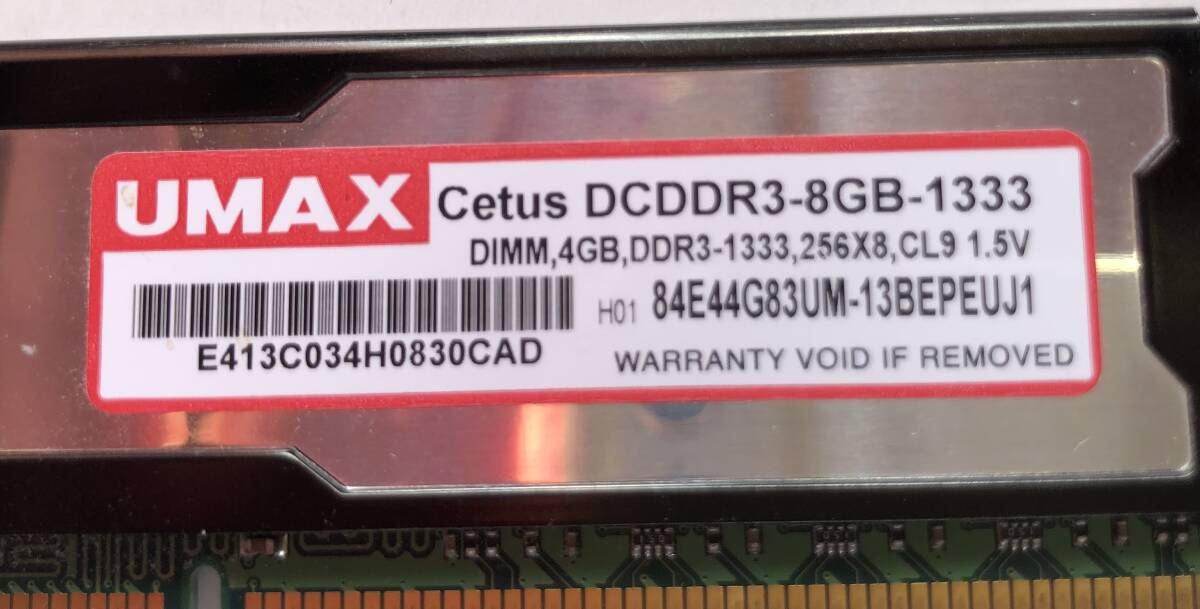 UMAX Cetus DCDDR3-8GB-1333
DIMM,4GB,DDR3-1333,256X8,CL9 1.5V
H01 84E44G83UM-13BEPEUJ1
E413C034H0830CAD
WARRANTY VOID IF REMOVED